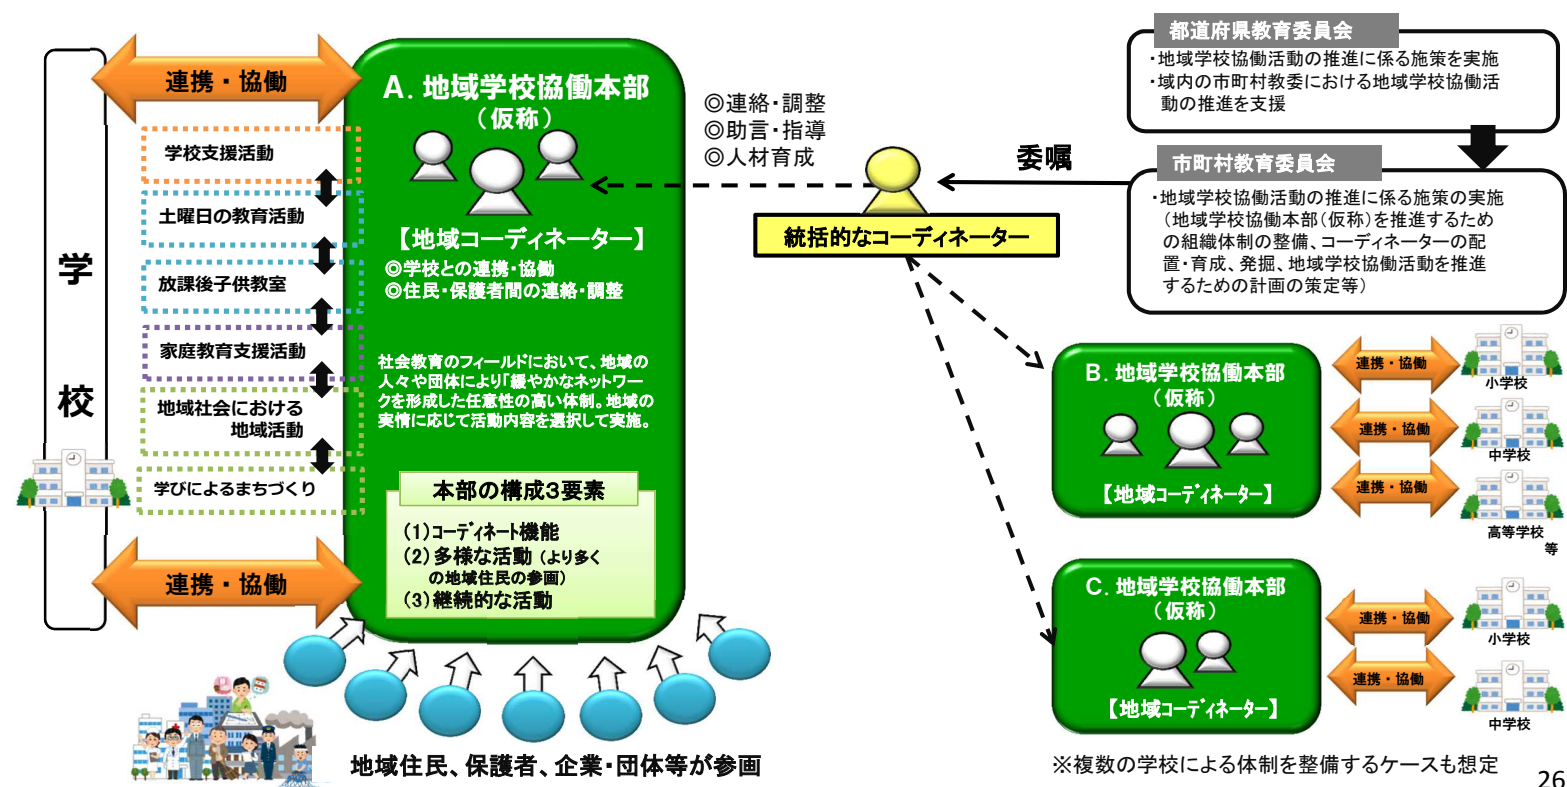 学
校
連携・協働
学校支援活動
土曜日の教育活動
放課後子供教室
家庭教育支援活動
地域社会における
地域活動
学びによるまちづくり
連携・協働
A．地域学校協働本部
（仮称）
【地域コーディネーター】
◎学校との連携・協働
◎住民・保護者間の連絡・調整
社会教育のフィールドにおいて、地域の
人々や団体により「緩やかなネットワー
クを形成した任意性の高い体制。地域の
実情に応じて活動内容を選択して実施。
本部の構成３要素
(1)コーディネート機能
(2)多様な活動（より多く
の地域住民の参画）
(3)継続的な活動
地域住民、保護者、企業・団体等が参画
◎連絡・調整
◎助言・指導
◎人材育成
統括的なコーディネーター
委嘱
都道府県教育委員会
・地域学校協働活動の推進に係る施策を実施
・域内の市町村教委における地域学校協働活
動の推進を支援
市町村教育委員会
・地域学校協働活動の推進に係る施策の実施
（地域学校協働本部（仮称）を推進するため
の組織体制の整備、コーディネーターの配
置・育成、発掘、地域学校協働活動を推進
するための計画の策定等）
B．地域学校協働本部
（仮称）
【地域コーディネーター】
連携・協働
小学校
連携・協働
中学校
連携・協働
高等学校
等
C．地域学校協働本部
（仮称）
【地域コーディネーター】
連携・協働
小学校
連携・協働
中学校
※複数の学校による体制を整備するケースも想定
26